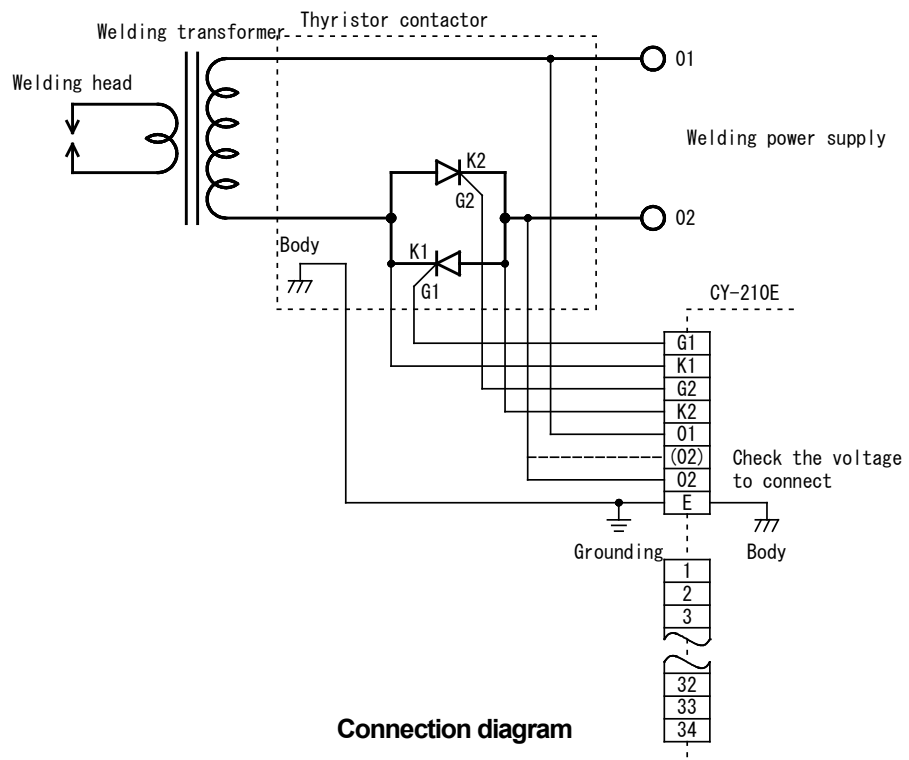 Thyristor contactor
Welding transformer
Welding head
01
Welding power supply
K2
G2
02
Body
K1
G1
CY-210E
G1
K1
G2
K2
01
(02)
02
E
Check the voltage
to connect
Grounding
Body
1
2
3
32
33
34
Connection diagram